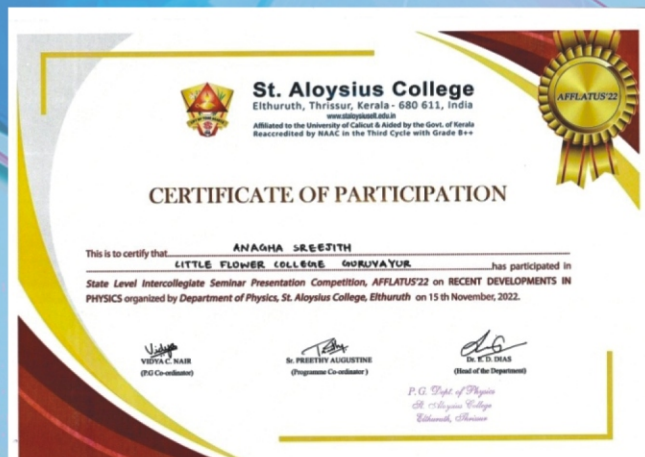 St. Aloysius College
Elthuruth, Thrissur, Kerala - 680 611, India
www.staloysiuselt.edu.in
Affiliated to the University of Calicut & Aided by the Govt. of Kerala
Reaccredited by NAAC in the Third Cycle with Grade B++
AFFLATUS'22
CERTIFICATE OF PARTICIPATION
This is to certify that ANAGHA SREEJITH
LITTLE FLOWER COLLEGE GURUVAYUR has participated in
State Level Intercollegiate Seminar Presentation Competition, AFFLATUS'22 on RECENT DEVELOPMENTS IN
PHYSICS organized by Department of Physics, St. Aloysius College, Elthuruth on 15 th November, 2022.
VIDYA C. NAIR
(P.G Co-ordinator)
Sr. PREETHY AUGUSTINE
(Programme Co-ordinator )
Dr. E. D. DIAS
(Head of the Department)
P. G. Dept. of Physics
St. Aloysius College
Elthuruth, Thrissur